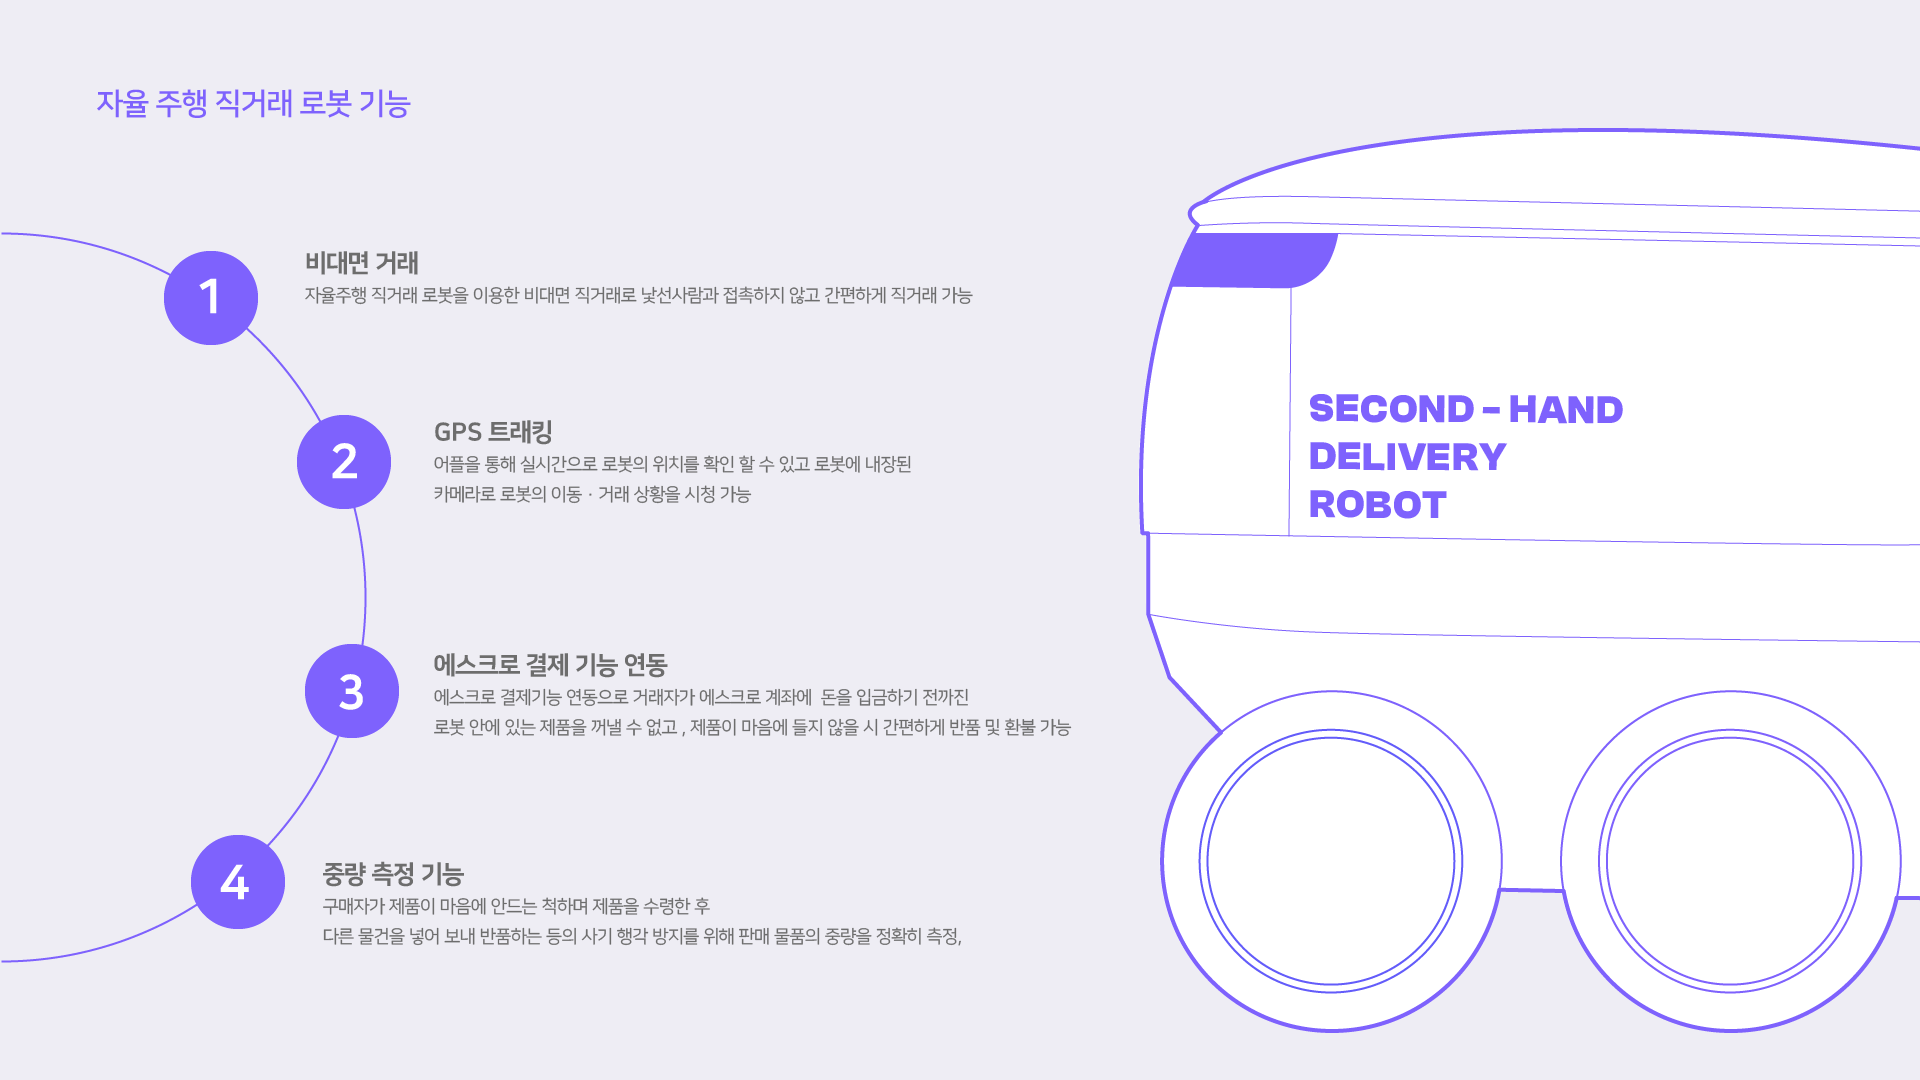 자율 주행 직거래 로봇 기능
1
비대면 거래
자율주행 직거래 로봇을 이용한 비대면 직거래로 낯선사람과 접촉하지 않고 간편하게 직거래 가능
2
GPS 트래킹
어플을 통해 실시간으로 로봇의 위치를 확인 할 수 있고 로봇에 내장된
카메라로 로봇의 이동 · 거래 상황을 시청 가능
3
에스크로 결제 기능 연동
에스크로 결제기능 연동으로 거래자가 에스크로 계좌에 돈을 입금하기 전까진
로봇 안에 있는 제품을 꺼낼 수 없고 , 제품이 마음에 들지 않을 시 간편하게 반품 및 환불 가능
4
중량 측정 기능
구매자가 제품이 마음에 안드는 척하며 제품을 수령한 후
다른 물건을 넣어 보내 반품하는 등의 사기 행각 방지를 위해 판매 물품의 중량을 정확히 측정,
SECOND - HAND
DELIVERY
ROBOT